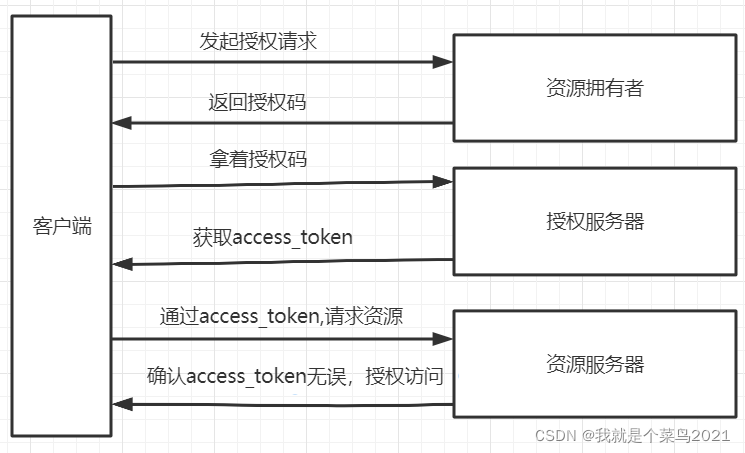 发起授权请求
资源拥有者
返回授权码
拿着授权码
客户端
授权服务器
获取access_token
通过access_token,请求资源
资源服务器
确认access_token无误，授权访问
CSDN @我就是个菜鸟2021